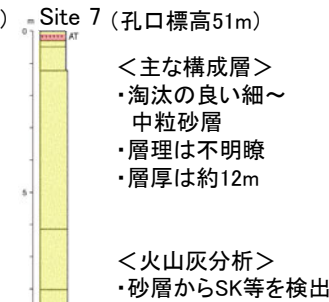 ) m Site 7 (孔口標高51m)
0
AT
<主な構成層>
・淘汰の良い細～
中粒砂層
・層理は不明瞭
・層厚は約12m
5
<火山灰分析>
・砂層からSK等を検出